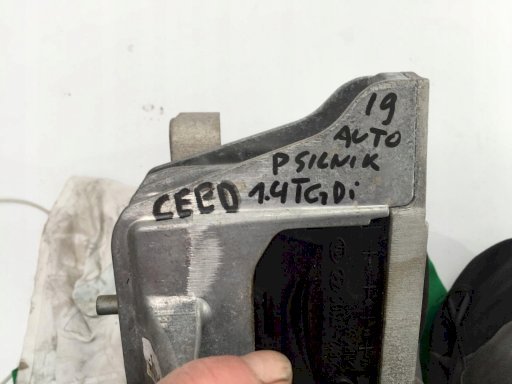 19
AUTO
P SILNIK
CEED 1.4TGDi